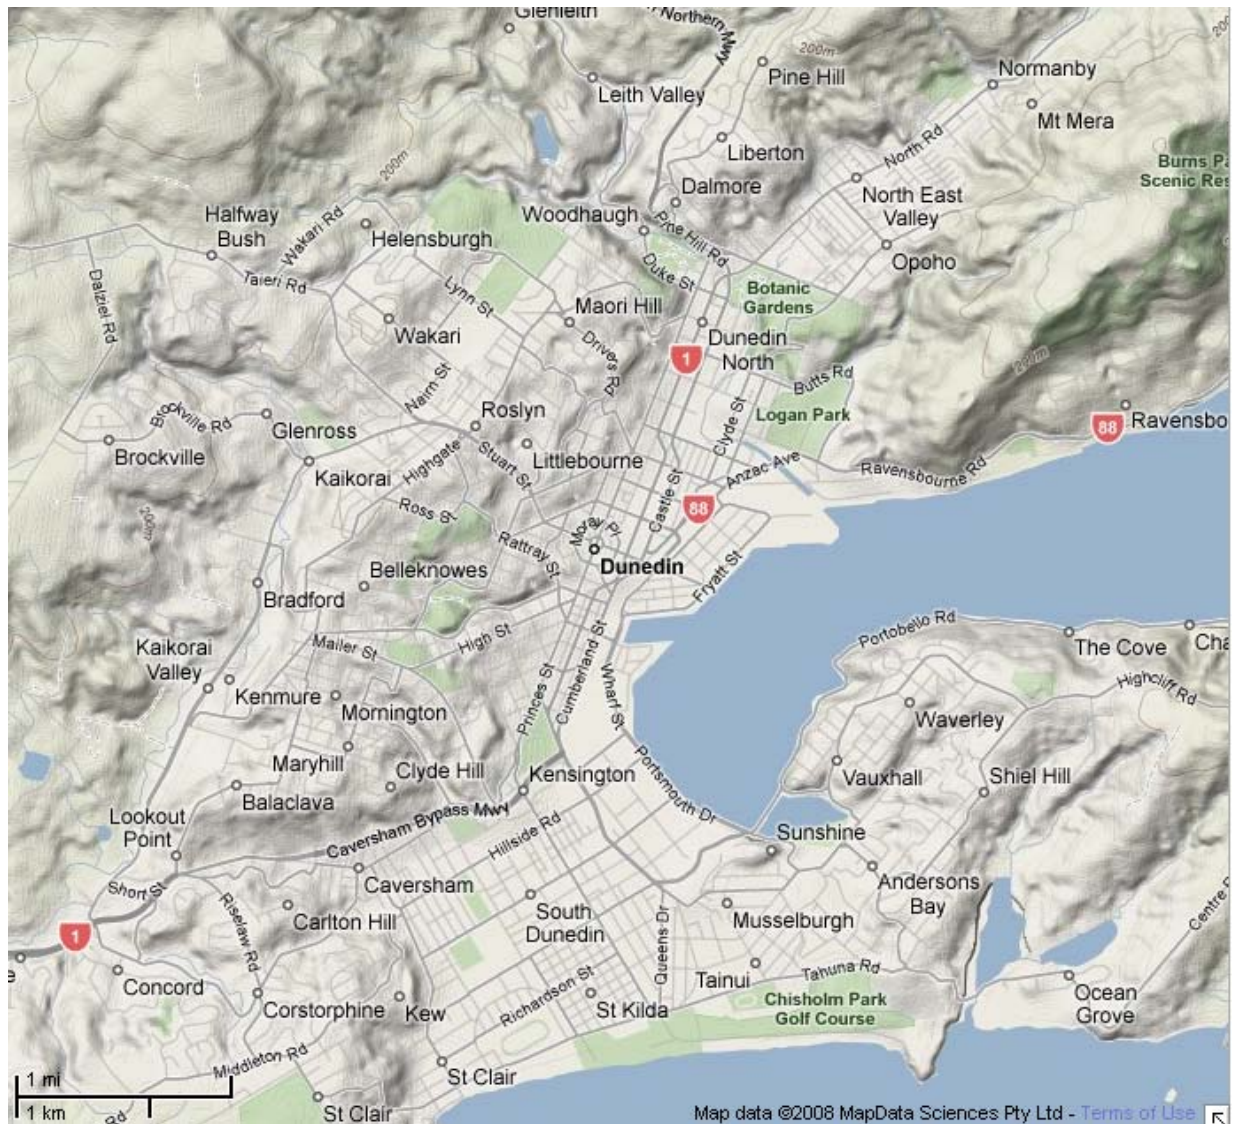 Glenleith
Northern Mwy
200m
Pine Hill
Normanby
Leith Valley
Mt Mera
North Rd
Liberton
200m
Burns Pa
Scenic Res
Dalmore
North East
Valley
Halfway
Bush
Wakari Rd
Helensburgh
Woodhaugh
Pine Hill Rd
Opoho
Taieri Rd
Lynn St
Duke St
Botanic
Gardens
Dalziel Rd
Maori Hill
Wakari
Drivers Rd
Dunedin
North
1
200m
Butts Rd
Nairn St
Brockville Rd
Glenross
Roslyn
Clyde St
Logan Park
88
Ravensbo
Brockville
Kaikorai
Highgate
Stuart St
Littlebourne
Anzac Ave
Ravensbourne Rd
Ross St
Castle St
88
200m
Moray Pl
Rattray St
Dunedin
Belleknowes
Fryatt St
Bradford
Mailer St
High St
Portobello Rd
The Cove
Cha
Kaikorai
Valley
Kenmure
Mornington
Princes St
Cumberland St
Wharf St
Highcliff Rd
Waverley
Maryhill
Clyde Hill
Kensington
Portsmouth Dr
Vauxhall
Shiel Hill
Balaclava
Lookout
Point
Caversham Bypass Mwy
Hillside Rd
Sunshine
Short St
Caversham
Andersons
Bay
Riselaw Rd
Carlton Hill
South
Dunedin
Queens Dr
Musselburgh
Centre
1
e
Concord
Corstorphine
Kew
Richardson St
St Kilda
Tainui
Tahuna Rd
Chisholm Park
Golf Course
Ocean
Grove
Middleton Rd
St Clair
1 mi
1 km
Rd
St Clair
Map data ©2008 MapData Sciences Pty Ltd - Terms of Use